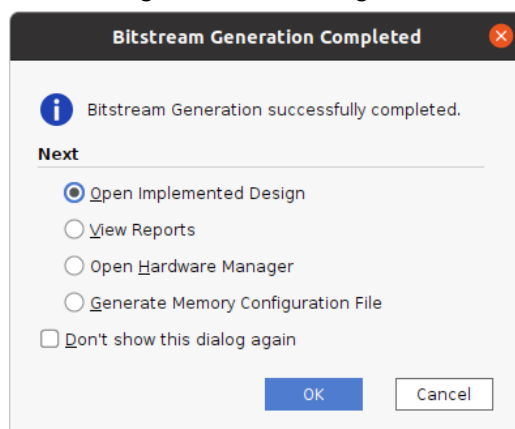 Bitstream Generation Completed
Bitstream Generation successfully completed.
Next
Open Implemented Design
View Reports
Open Hardware Manager
Generate Memory Configuration File
Don't show this dialog again
OK
Cancel